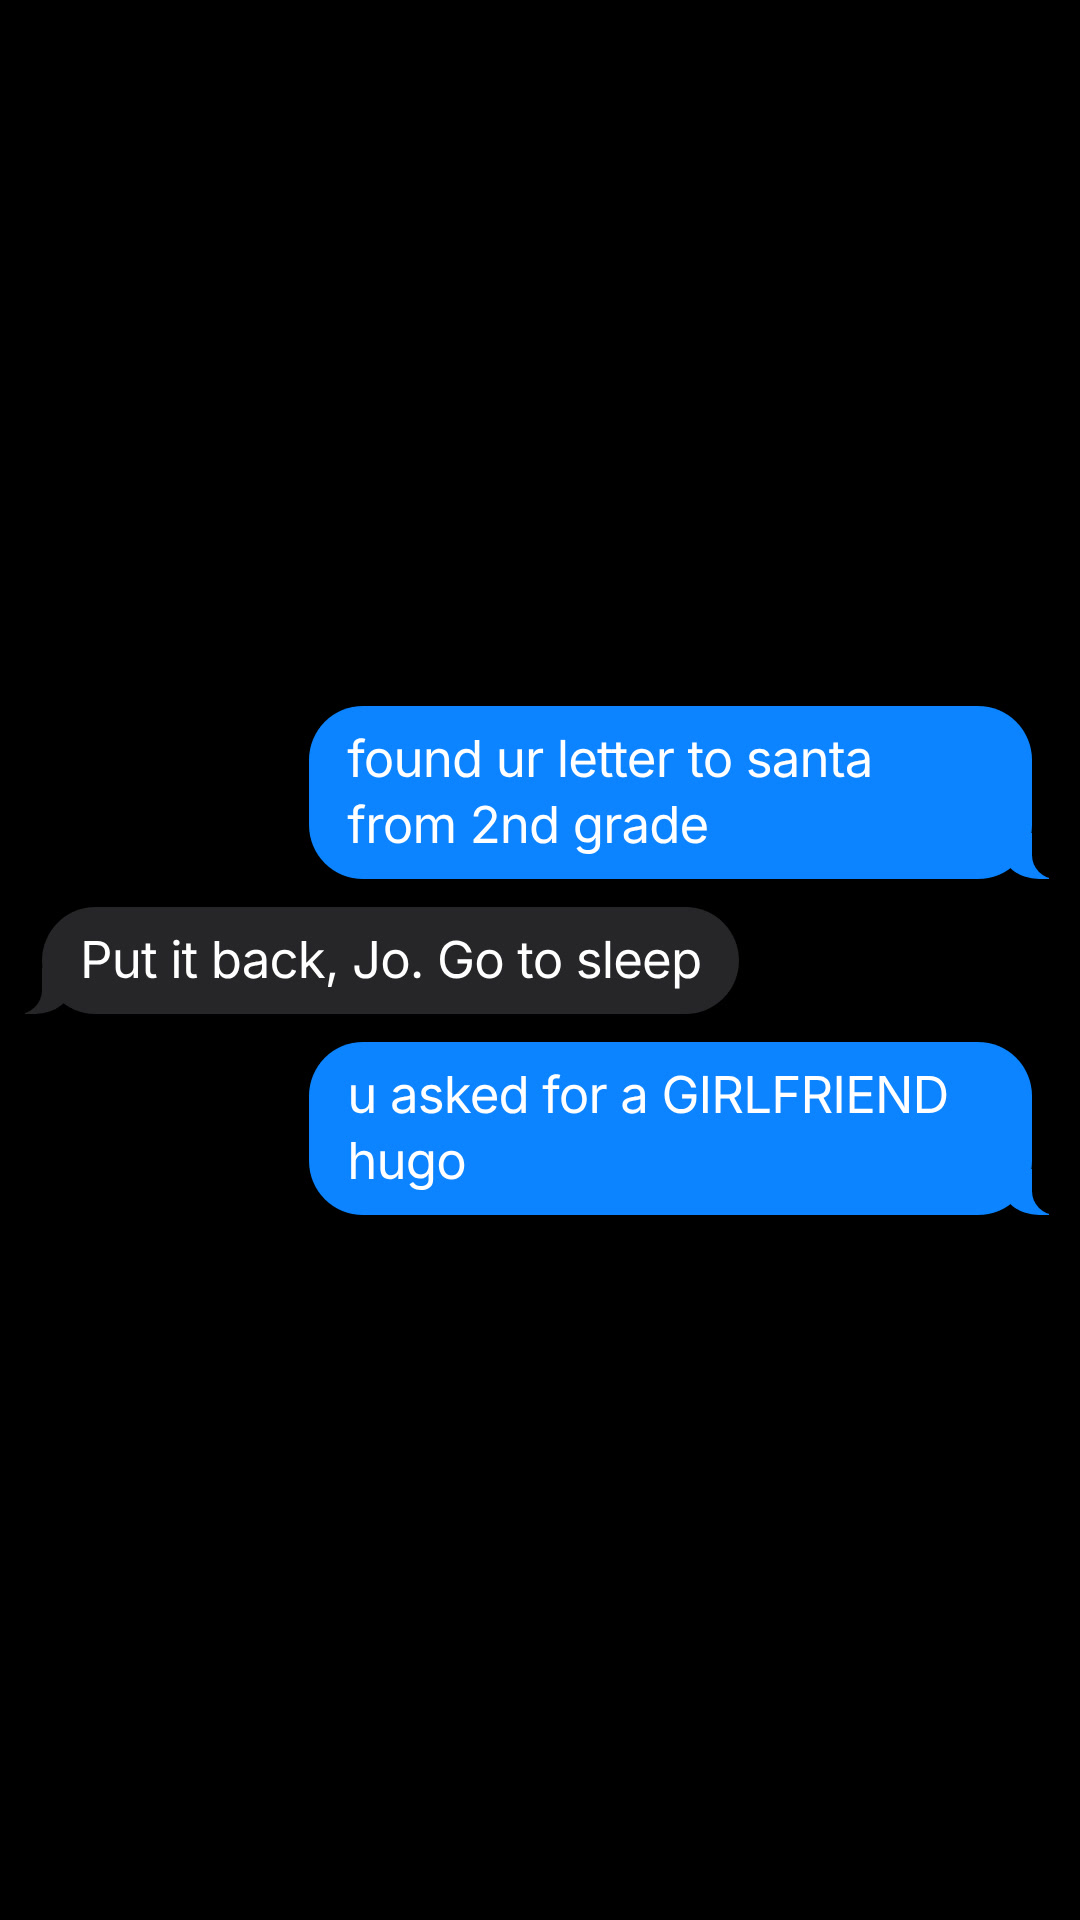 found ur letter to santa
from 2nd grade
Put it back, Jo. Go to sleep
u asked for a GIRLFRIEND
hugo